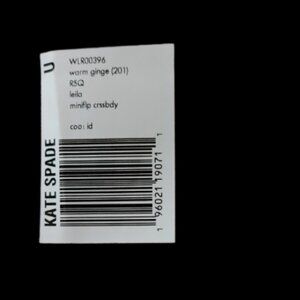 WLR00396
warm ginge (201)
RSQ
leila
miniflp crssbdy
coo: id
KATE SPADE U
1 96021 19071 1